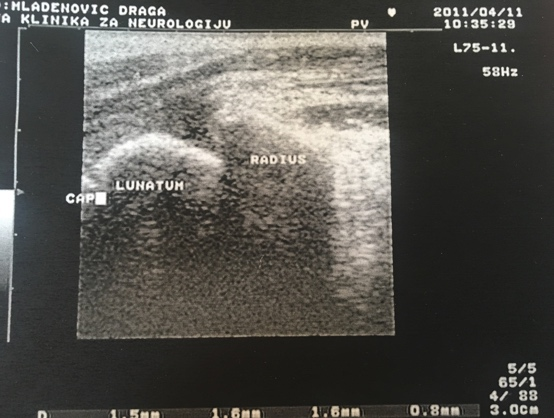 :MLADENOVIC DRAGA
A KLINIKA ZA NEUROLOGIJU
PV
2011/04/11
10:35:29
L75-11.
58Hz
RADIUS
LUNATUM
CAP
5/5
65/1
4/ 88
3.0cm
D 1.5mm 1.6mm 1.6mm 0.8mm